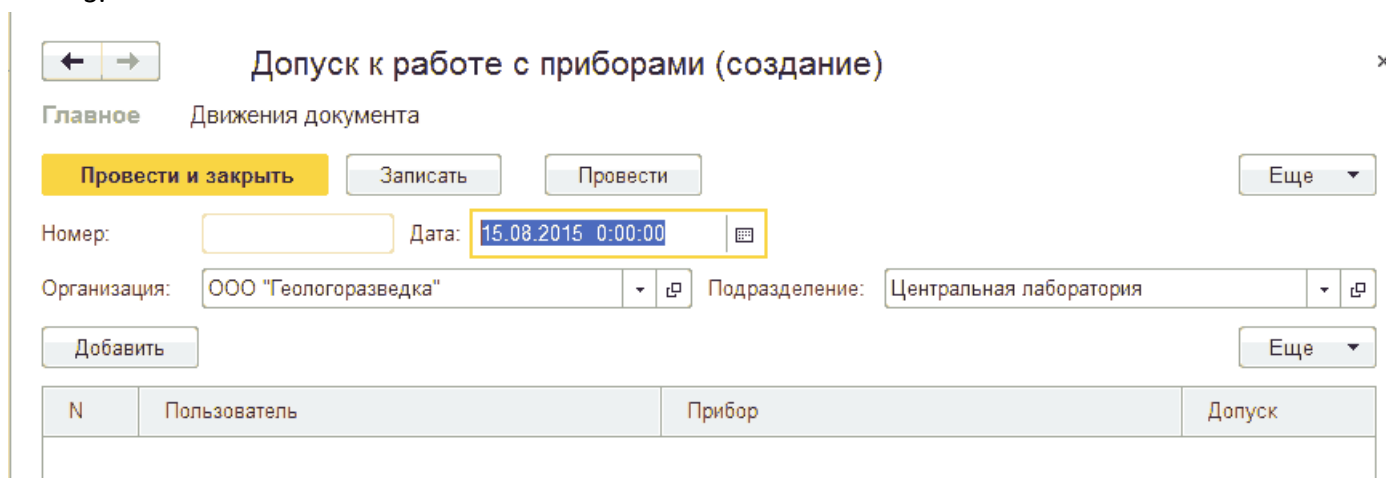 Допуск к работе с приборами (создание)
Главное Движения документа
Провести и закрыть Записать Провести Еще
Номер: Дата: 15.08.2015 0:00:00
Организация: ООО "Геологоразведка" Подразделение: Центральная лаборатория
Добавить Еще
N Пользователь Прибор Допуск